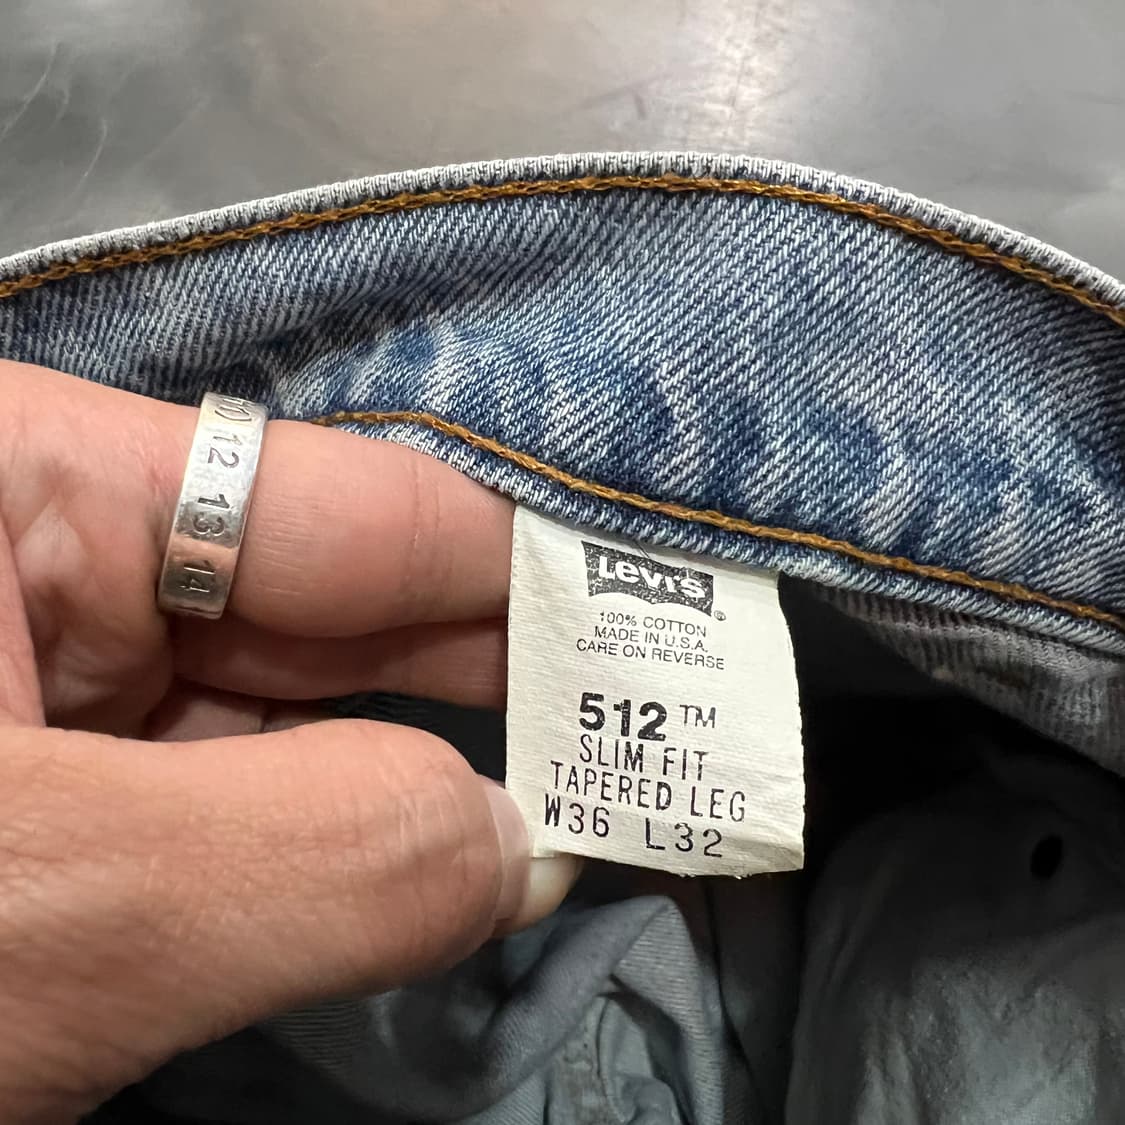 12 13 14
Levi's®
100% COTTON
MADE IN U.S.A.
CARE ON REVERSE
512™
SLIM FIT
TAPERED LEG
W36 L32